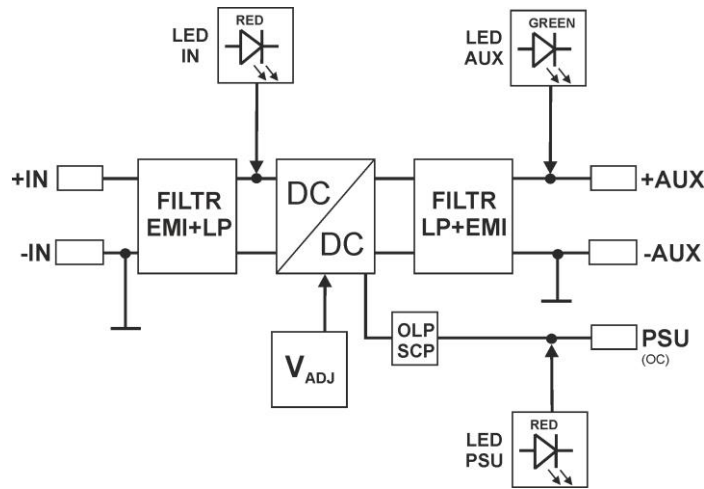 LED
IN
RED
LED
AUX
GREEN
+IN
-IN
FILTR
EMI+LP
DC
DC
FILTR
LP+EMI
+AUX
-AUX
VADJ
OLP
SCP
PSU
(OC)
LED
PSU
RED